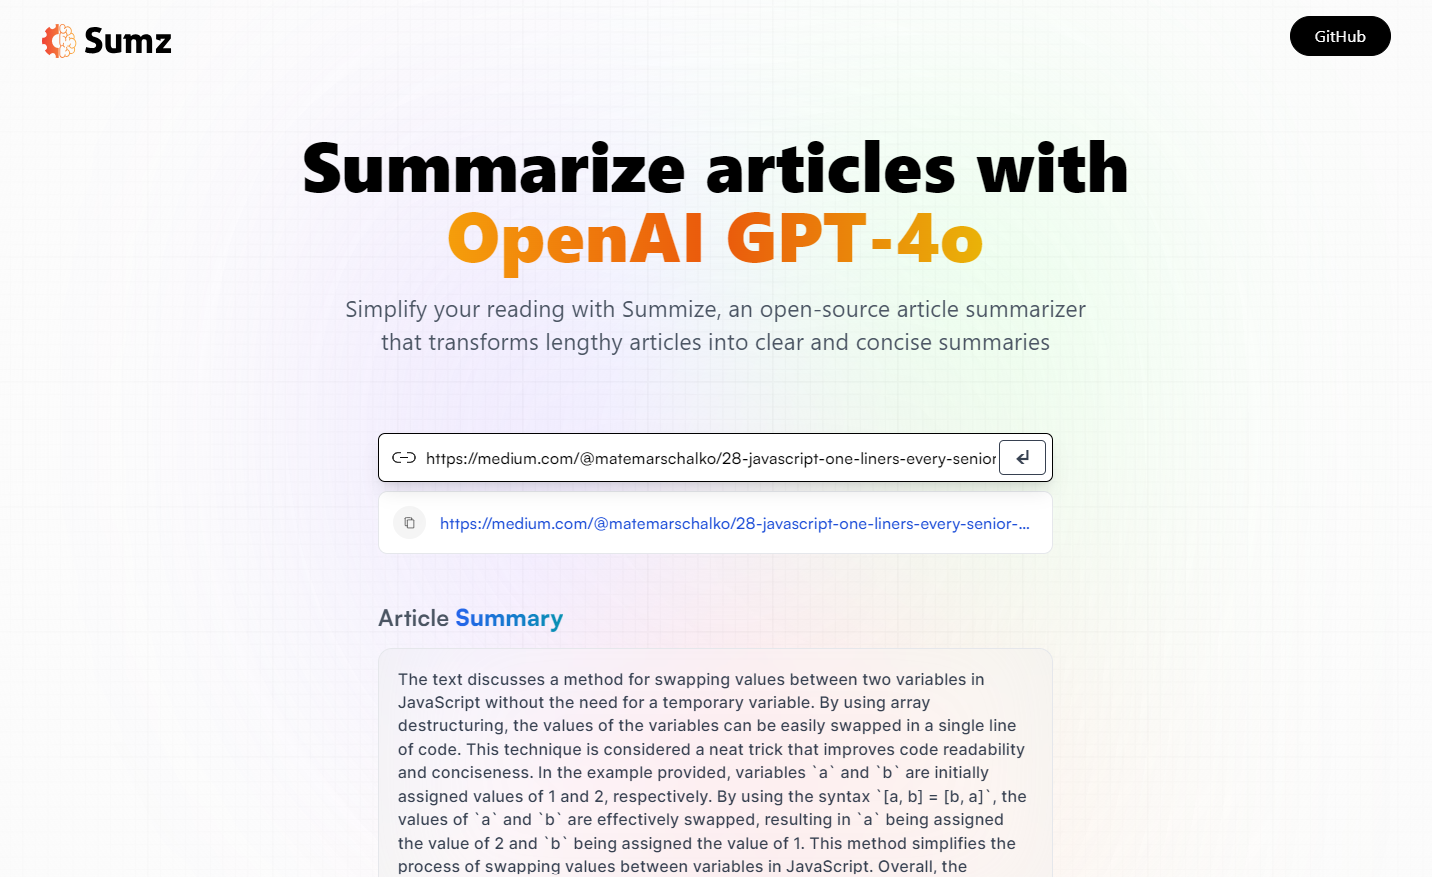 Sumz
GitHub
Summarize articles with
OpenAI GPT-4o
Simplify your reading with Summize, an open-source article summarizer
that transforms lengthy articles into clear and concise summaries
https://medium.com/@matemarschalko/28-javascript-one-liners-every-senior
https://medium.com/@matemarschalko/28-javascript-one-liners-every-senior-...
Article Summary
The text discusses a method for swapping values between two variables in
JavaScript without the need for a temporary variable. By using array
destructuring, the values of the variables can be easily swapped in a single line
of code. This technique is considered a neat trick that improves code readability
and conciseness. In the example provided, variables `a` and `b` are initially
assigned values of 1 and 2, respectively. By using the syntax `[a, b] = [b, a]`, the
values of `a` and `b` are effectively swapped, resulting in `a` being assigned
the value of 2 and `b` being assigned the value of 1. This method simplifies the
process of swapping values between variables in JavaScript. Overall, the